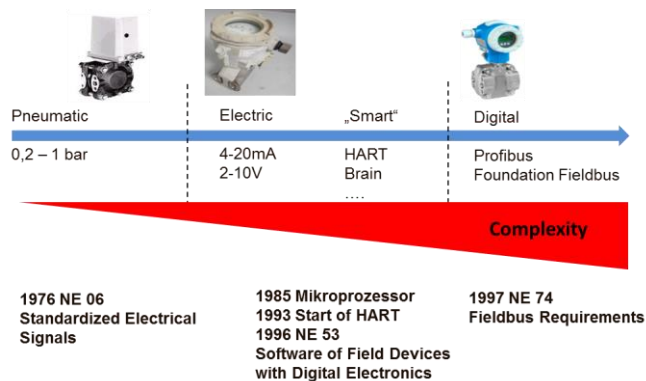 Pneumatic
Electric
„Smart“
Digital
0,2 – 1 bar
4-20mA
2-10V
HART
Brain
....
Profibus
Foundation Fieldbus
Complexity
1976 NE 06
Standardized Electrical
Signals
1985 Mikroprozessor
1993 Start of HART
1996 NE 53
Software of Field Devices
with Digital Electronics
1997 NE 74
Fieldbus Requirements